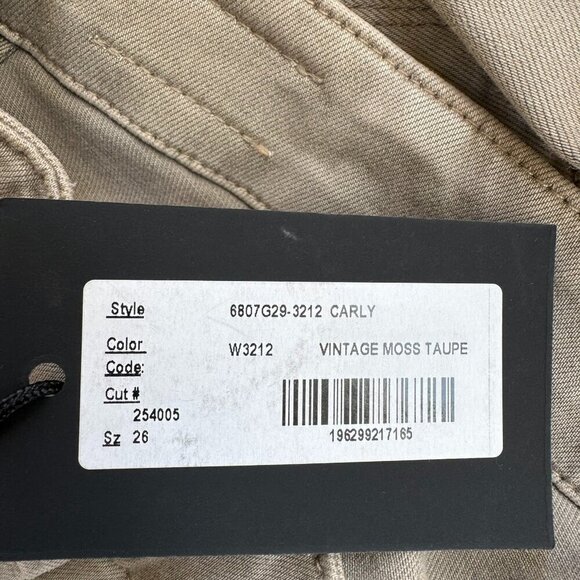 Style 6807G29-3212 CARLY
Color W3212 VINTAGE MOSS TAUPE
Code:
Cut #
254005
Sz 26
196299217165